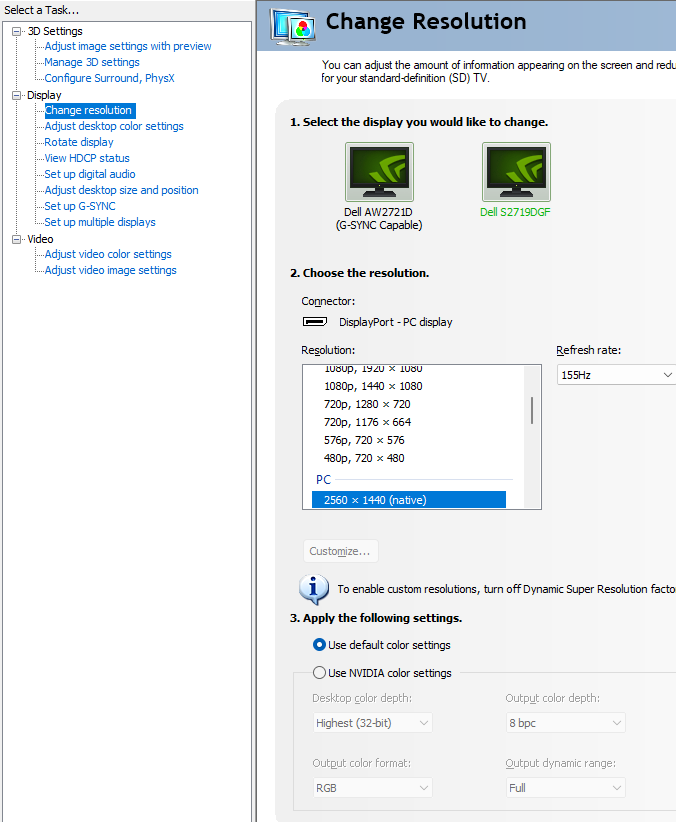 Select a Task...
3D Settings
Adjust image settings with preview
Manage 3D settings
Configure Surround, PhysX
Display
Change resolution
Adjust desktop color settings
Rotate display
View HDCP status
Set up digital audio
Adjust desktop size and position
Set up G-SYNC
Set up multiple displays
Video
Adjust video color settings
Adjust video image settings
Change Resolution
You can adjust the amount of information appearing on the screen and redu
for your standard-definition (SD) TV.
1. Select the display you would like to change.
Dell AW2721D
(G-SYNC Capable)
Dell S2719DGF
2. Choose the resolution.
Connector:
DisplayPort - PC display
Resolution:
Refresh rate:
1080p, 1920 × 1080
1080p, 1440 × 1080
720p, 1280 × 720
720p, 1176 × 664
576p, 720 × 576
480p, 720 × 480
PC
2560 × 1440 (native)
155Hz
Customize...
To enable custom resolutions, turn off Dynamic Super Resolution facto
3. Apply the following settings.
Use default color settings
Use NVIDIA color settings
Desktop color depth:
Output color depth:
Highest (32-bit)
8 bpc
Output color format:
Output dynamic range:
RGB
Full